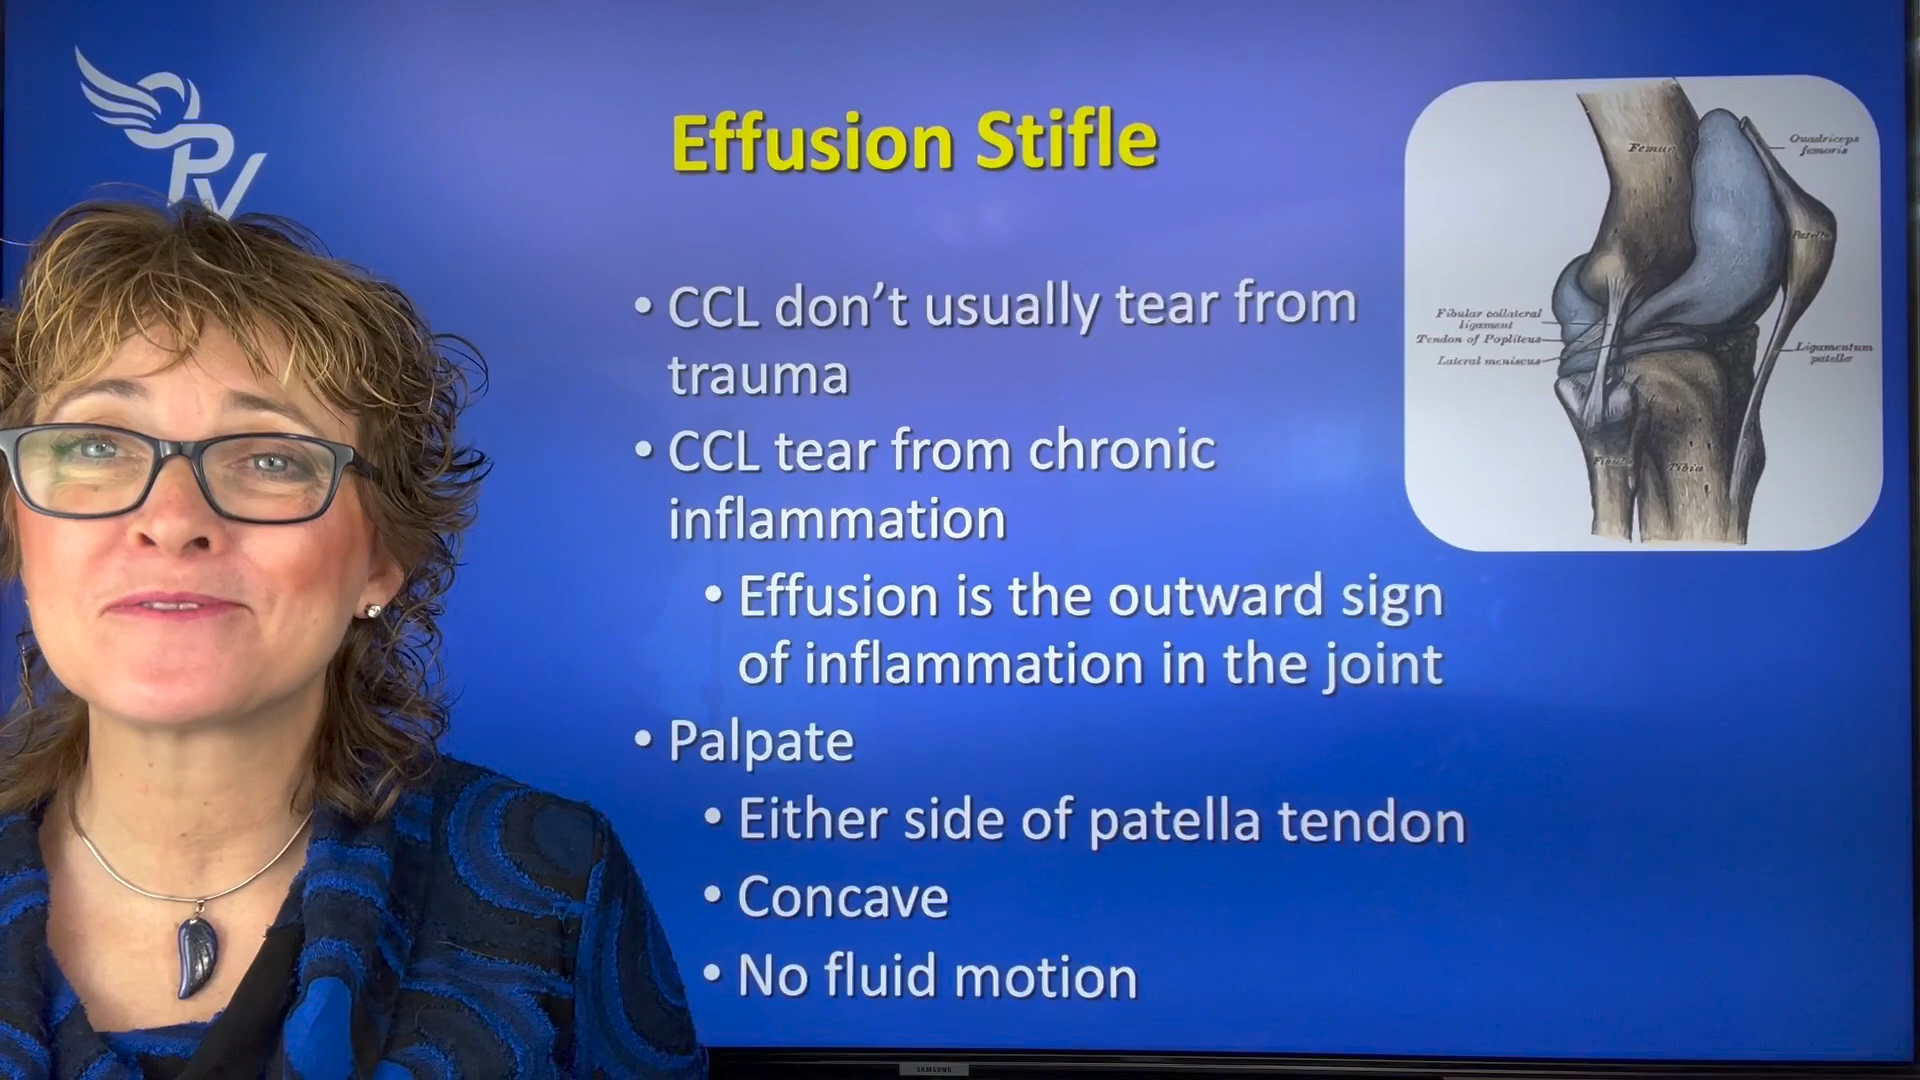 PV
Effusion Stifle
• CCL don’t usually tear from
trauma
• CCL tear from chronic
inflammation
• Effusion is the outward sign
of inflammation in the joint
• Palpate
• Either side of patella tendon
• Concave
• No fluid motion
Femur
Quadriceps
femoris
Patella
Fibular collateral
ligament
Tendon of Popliteus
Lateral meniscus
Ligamentum
patellæ
Fibula
Tibia
SAMSUNG